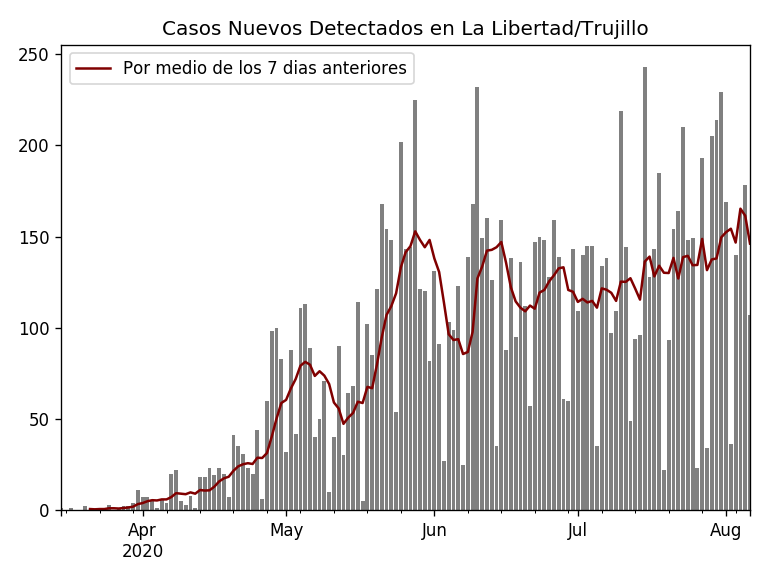 Casos Nuevos Detectados en La Libertad/Trujillo
Por medio de los 7 dias anteriores
250
200
150
100
50
0
Apr
2020
May
Jun
Jul
Aug